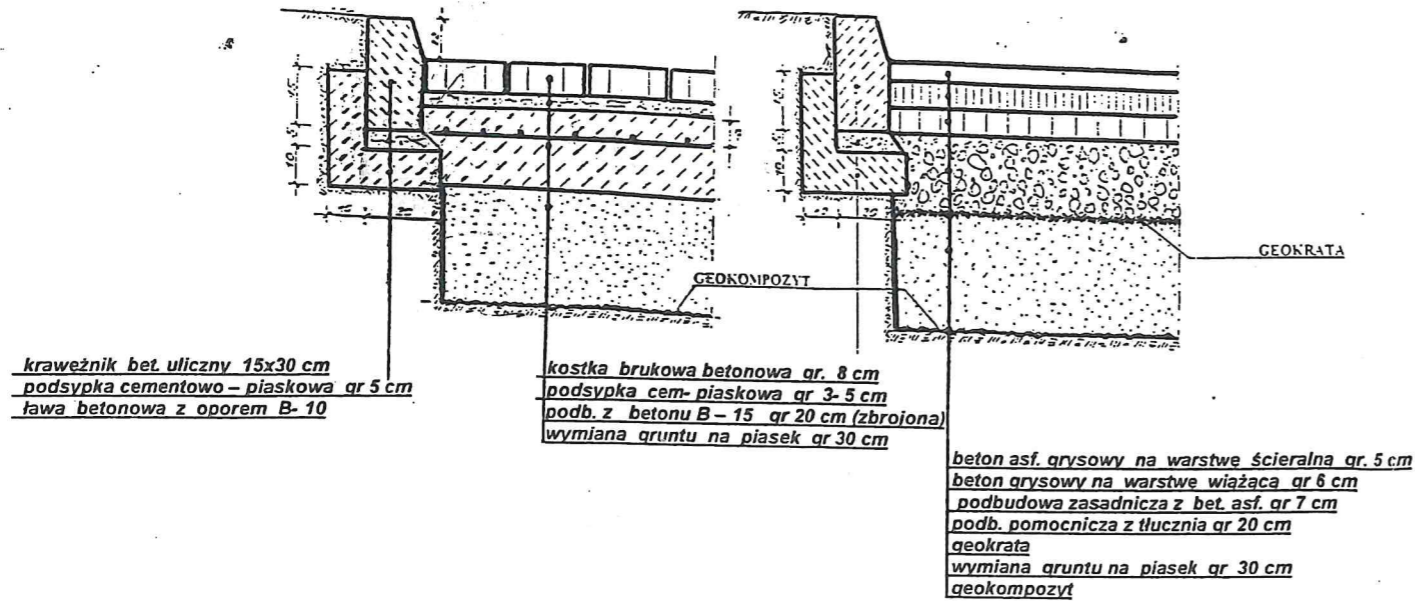 GEOKRATA
GEOKOMPOZYT
krawężnik bet. uliczny 15x30 cm
podsypka cementowo – piaskowa gr 5 cm
ława betonowa z oporem B- 10
kostka brukowa betonowa gr. 8 cm
podsypka cem- piaskowa gr 3- 5 cm
podb. z betonu B – 15 gr 20 cm (zbrojona)
wymiana gruntu na piasek gr 30 cm
beton asf. grysowy na warstwę ścieralna gr. 5 cm
beton grysowy na warstwę wiążąca gr 6 cm
podbudowa zasadnicza z bet. asf. gr 7 cm
podb. pomocnicza z tłucznia gr 20 cm
geokrata
wymiana gruntu na piasek gr 30 cm
geokompozyt